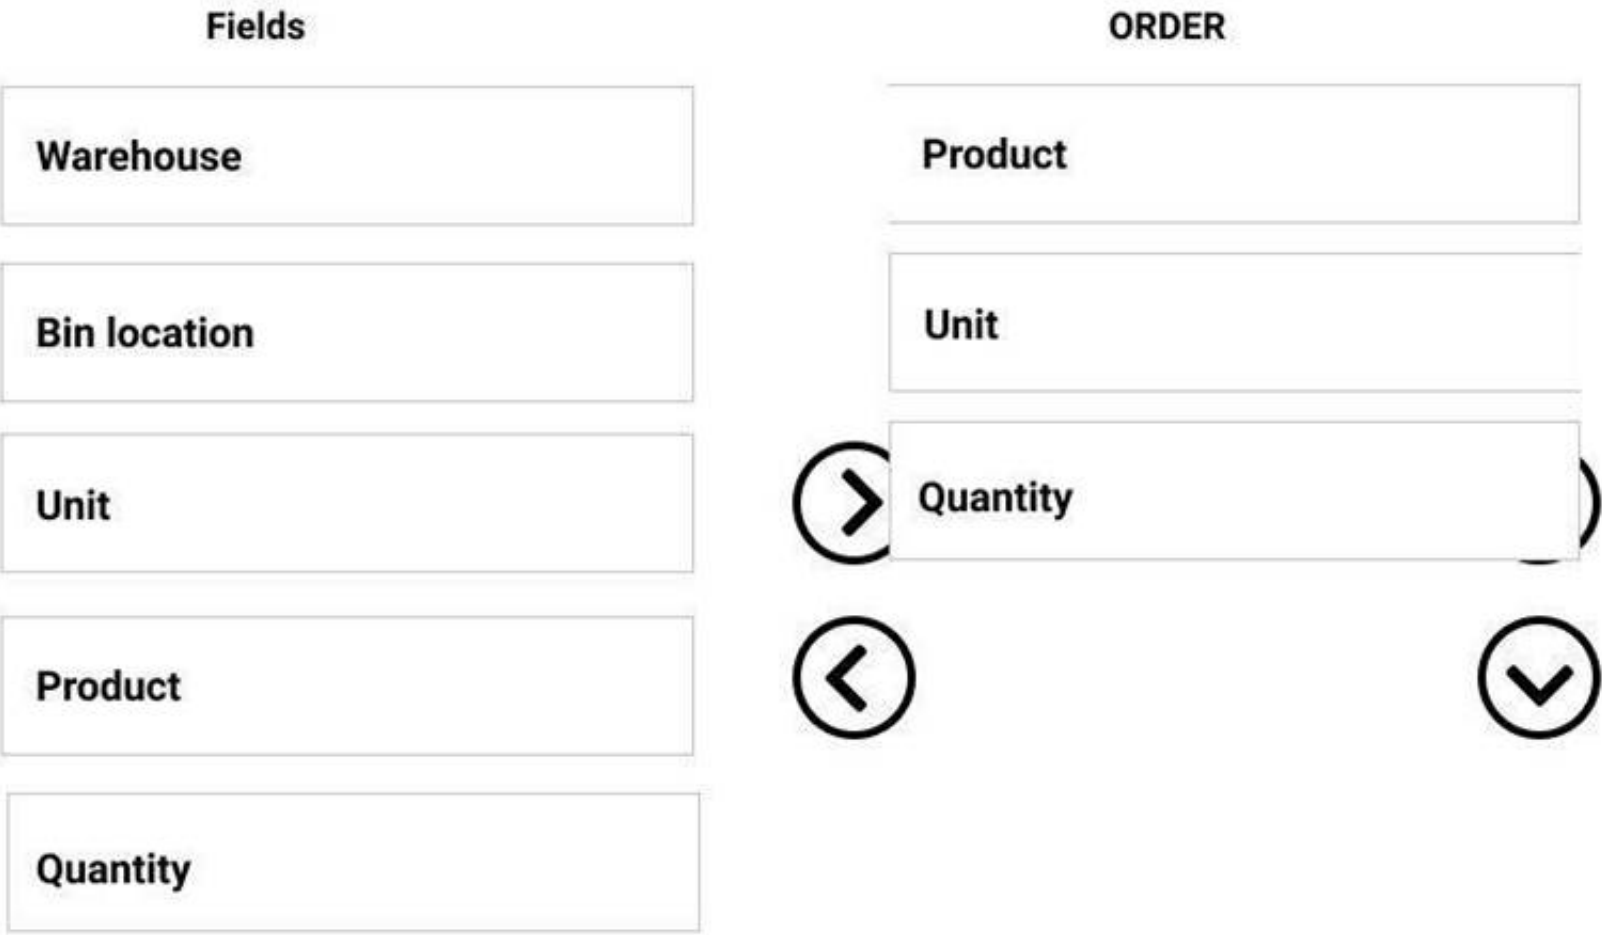 Fields
Warehouse
Bin location
Unit
Product
Quantity
ORDER
Product
Unit
Quantity